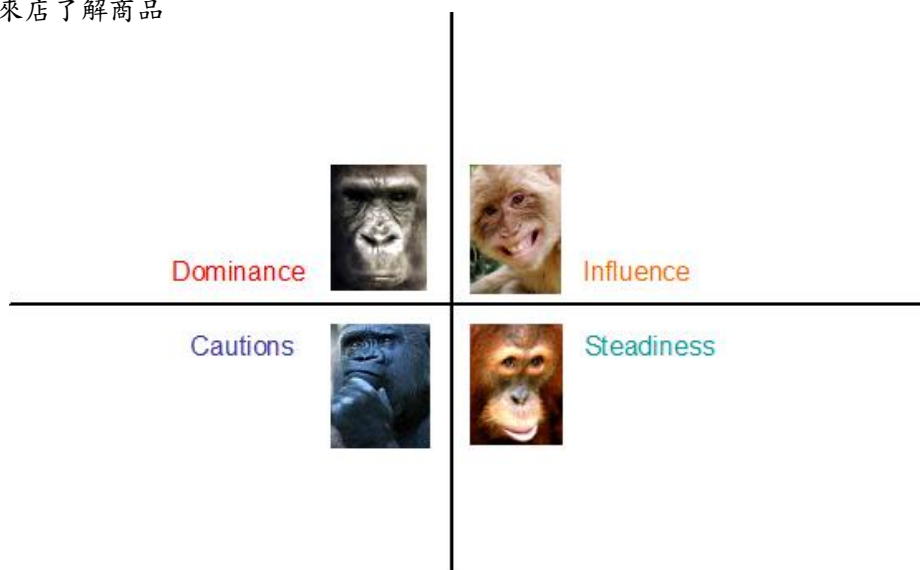 來店了解商品
Dominance
Influence
Cautions
Steadiness